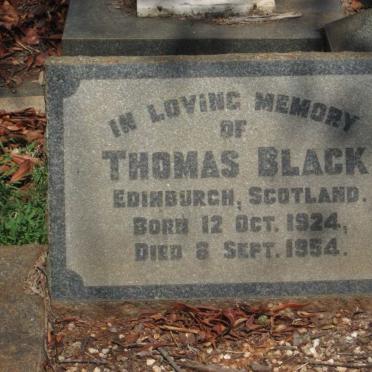 IN LOVING MEMORY
OF
THOMAS BLACK
EDINBURGH, SCOTLAND.
BORN 12 OCT. 1924,
DIED 8 SEPT. 1954.